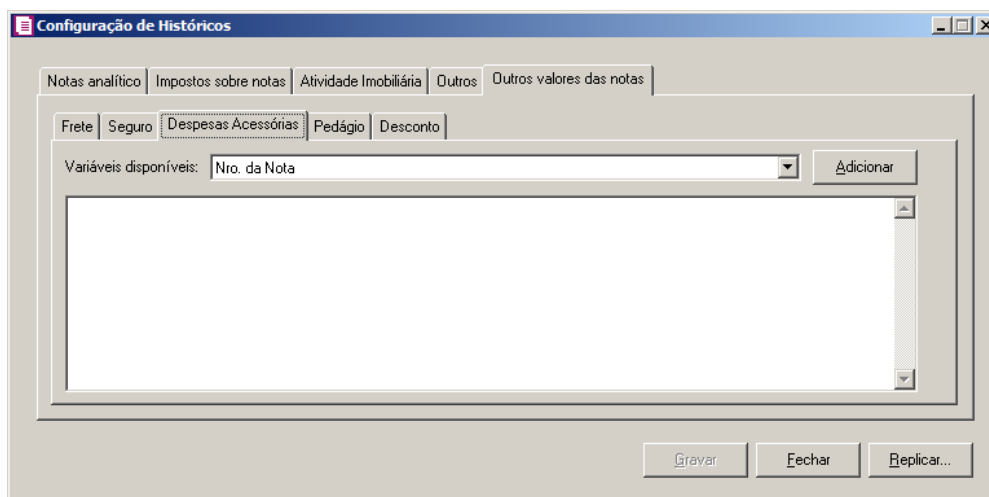 Configuração de Históricos
Notas analítico Impostos sobre notas Atividade Imobiliária Outros Outros valores das notas
Frete Seguro Despesas Acessórias Pedágio Desconto
Variáveis disponíveis: Nro. da Nota Adicionar
Gravar Fechar Replicar...